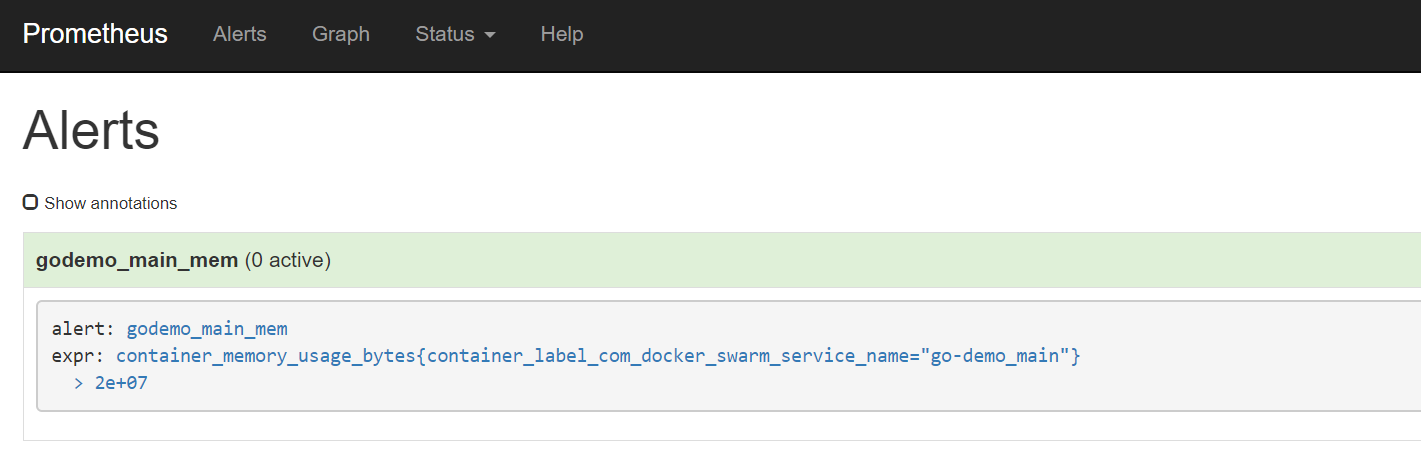 Prometheus Alerts Graph Status Help
Alerts
Show annotations
godemo_main_mem (0 active)
alert: godemo_main_mem
expr: container_memory_usage_bytes{container_label_com_docker_swarm_service_name="go-demo_main"}
> 2e+07